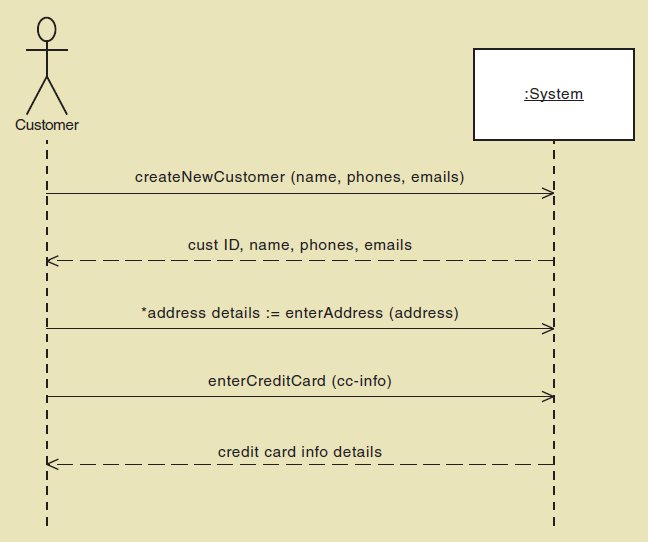 Customer
:System
createNewCustomer (name, phones, emails)
cust ID, name, phones, emails
*address details := enterAddress (address)
enterCreditCard (cc-info)
credit card info details